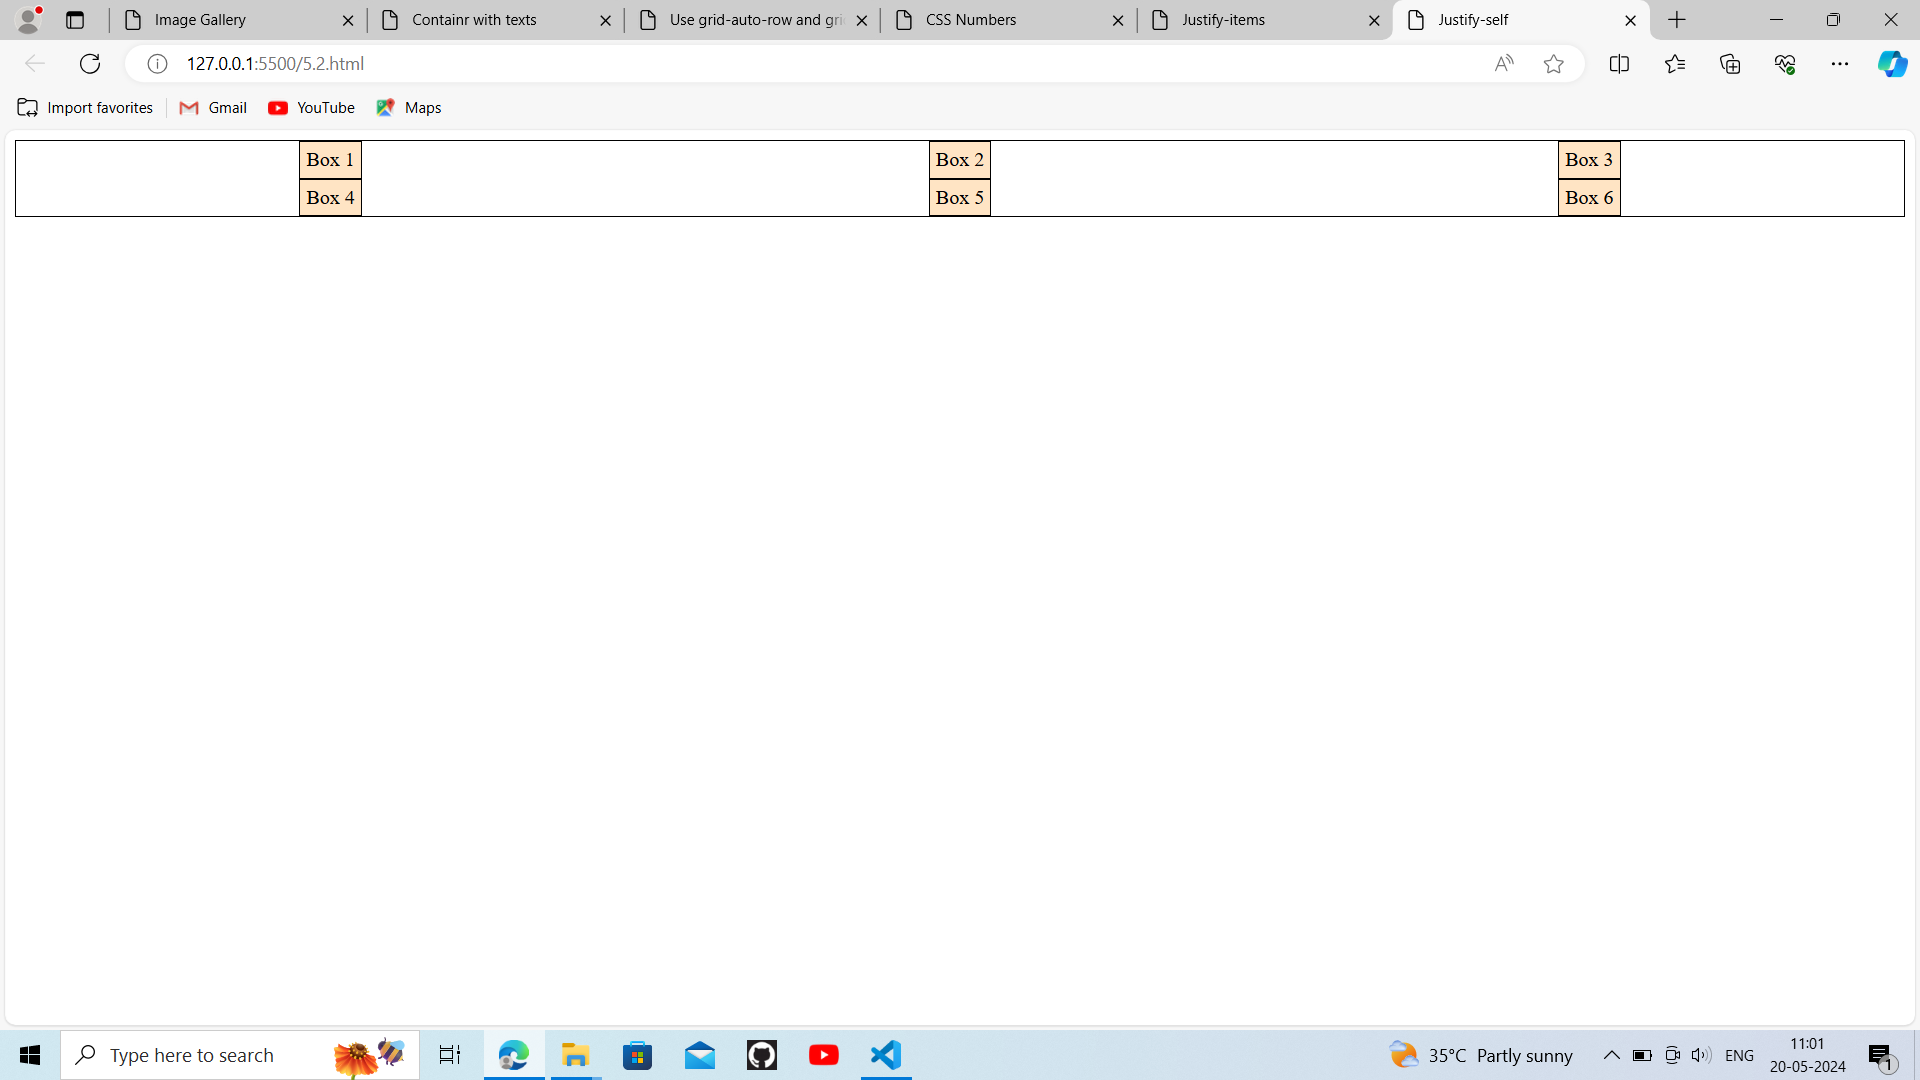 Image Gallery
Containr with texts
Use grid-auto-row and gri
CSS Numbers
Justify-items
Justify-self
127.0.0.1:5500/5.2.html
Import favorites
Gmail
YouTube
Maps
Box 1
Box 2
Box 3
Box 4
Box 5
Box 6
Type here to search
35°C Partly sunny
ENG
11:01
20-05-2024
1